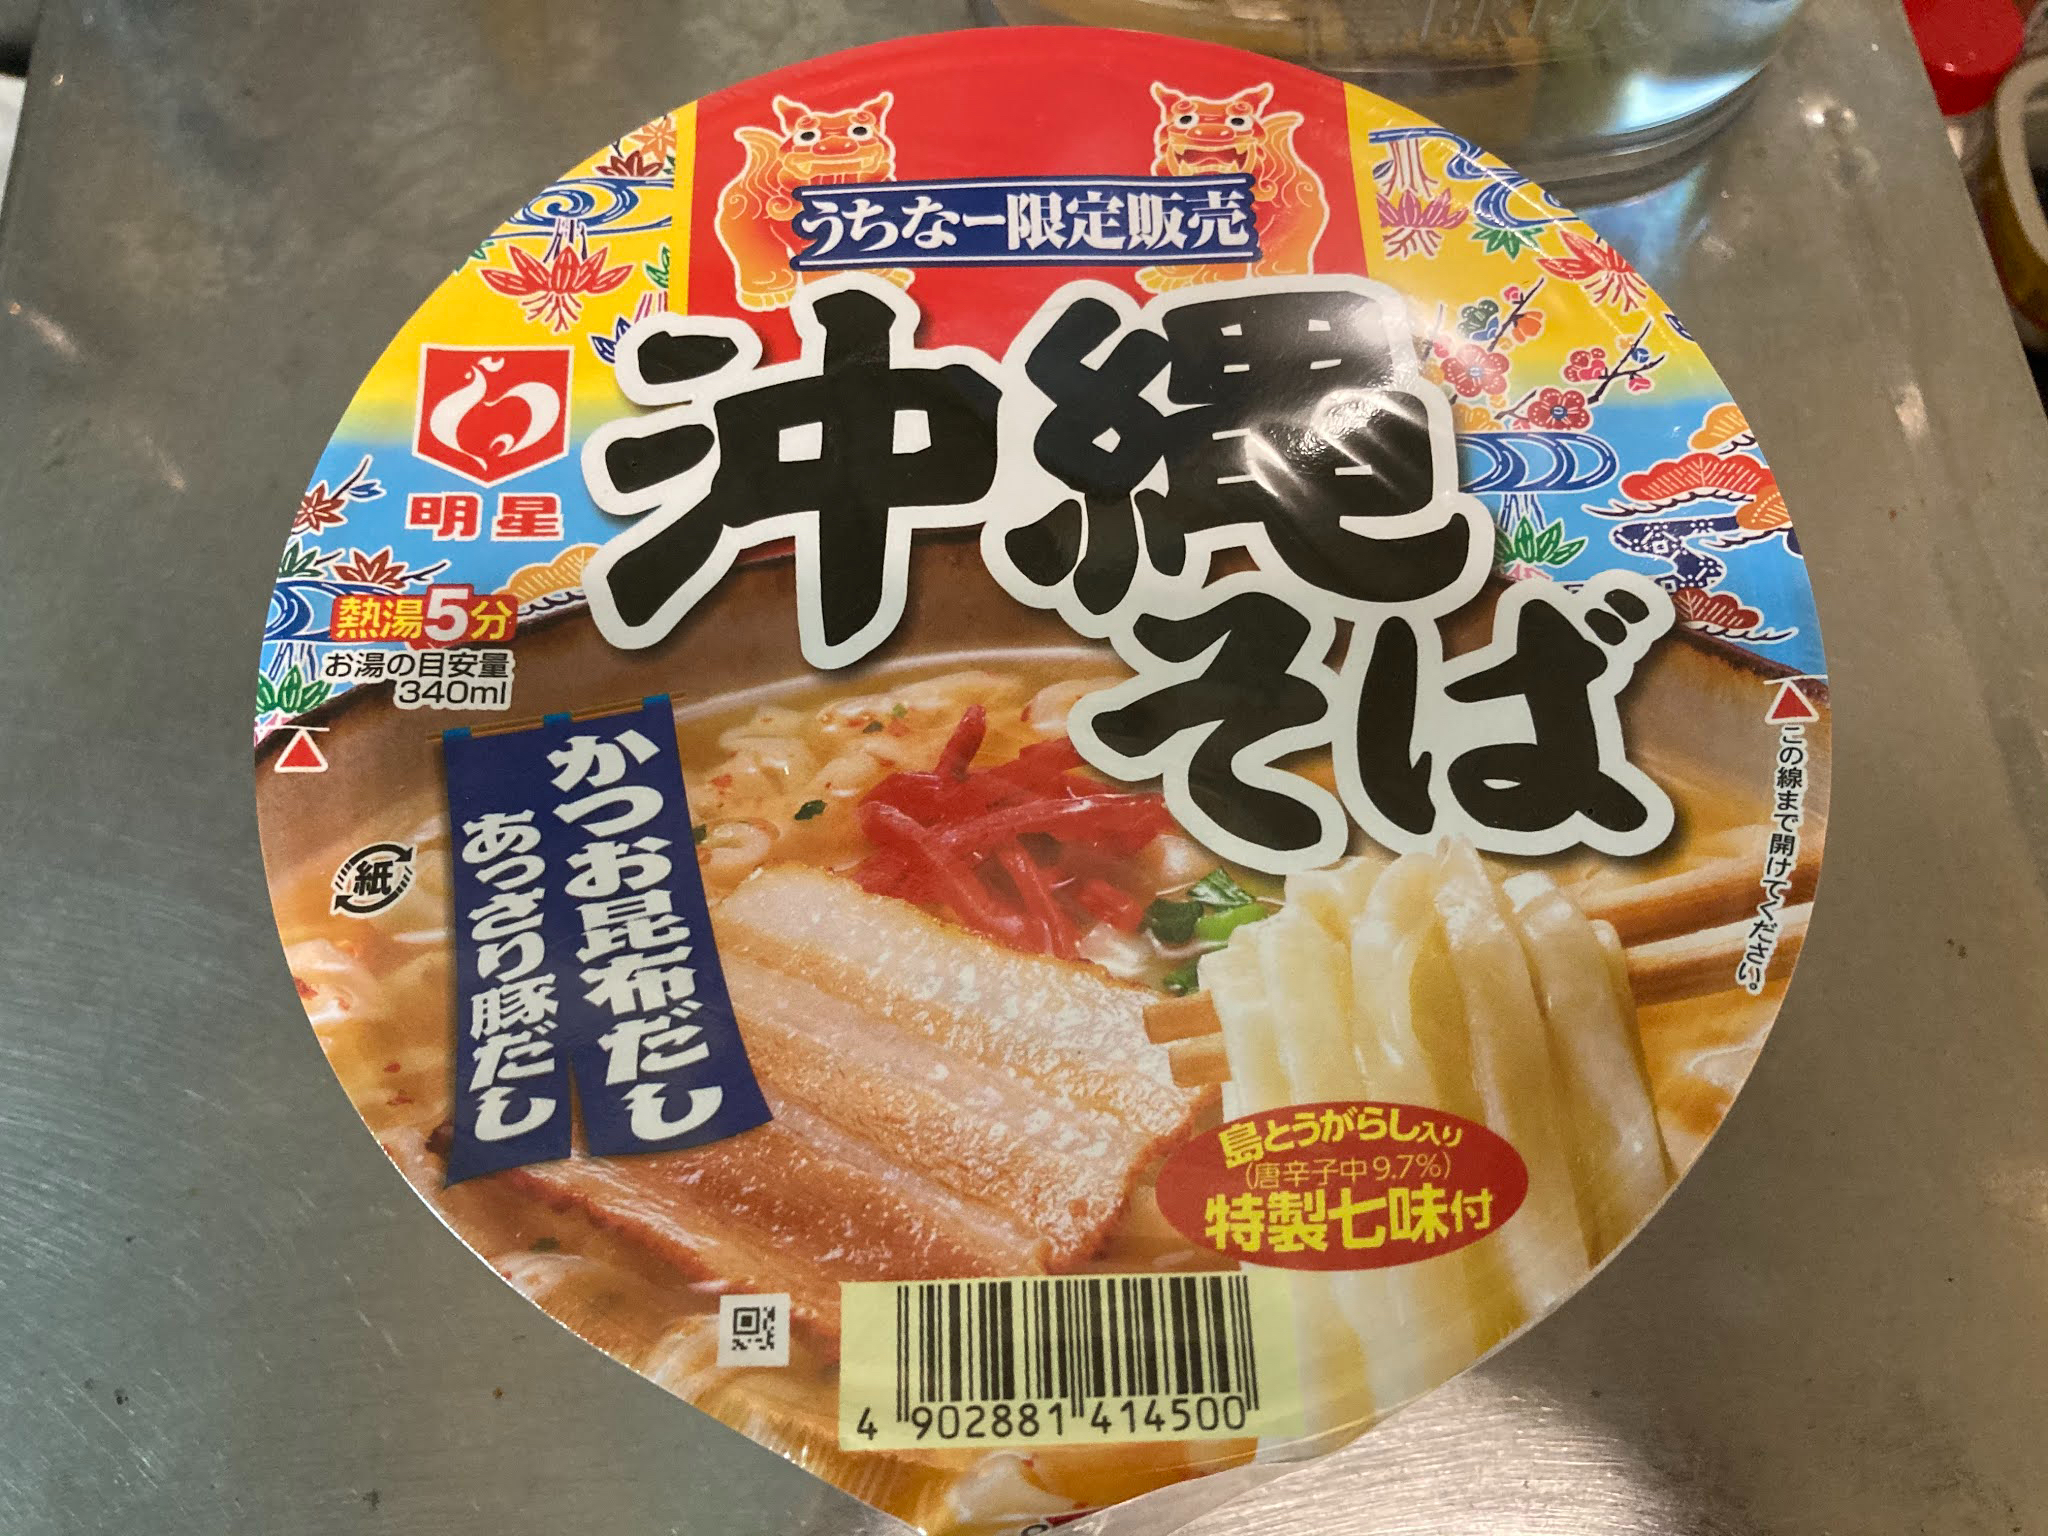 うちなー限定販売
沖縄
そば
明星
熱湯5分
お湯の目安量
340ml
かつお昆布だし
あっさり豚だし
紙
この線まで開けてください。
島とうがらし入り
(唐辛子中9.7%)
特製七味付
4 902881 414500